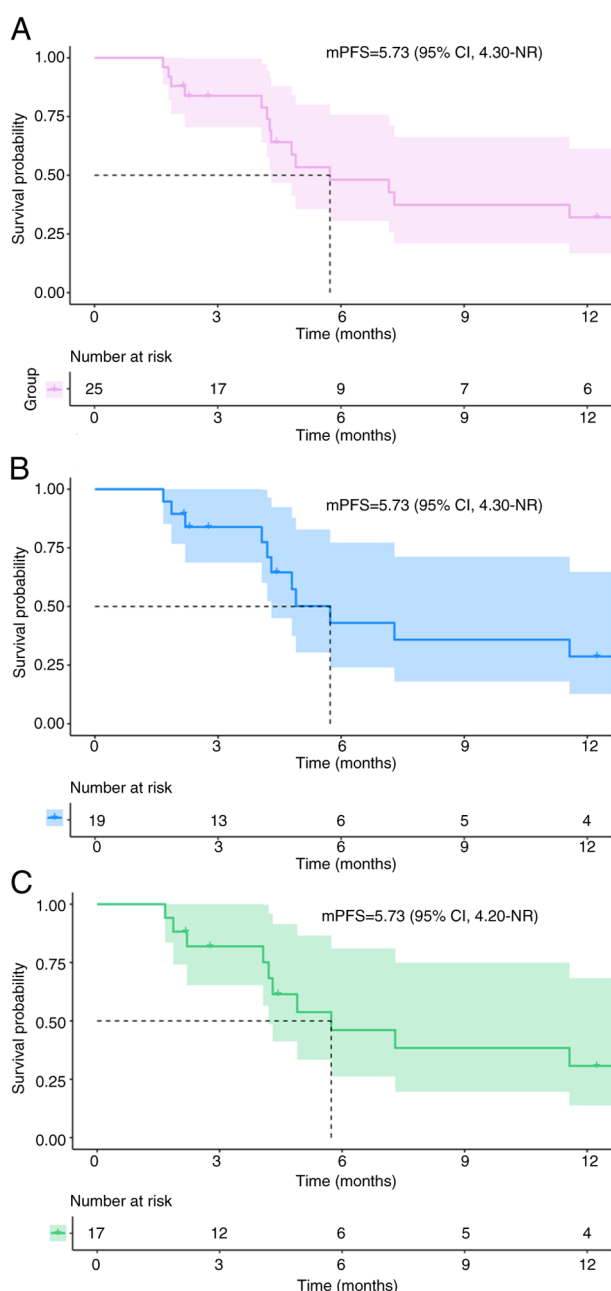 A
mPFS=5.73 (95% CI, 4.30-NR)
Survival probability
1.00
0.75
0.50
0.25
0.00
0 3 6 9 12
Time (months)
Number at risk
Group
25 17 9 7 6
0 3 6 9 12
Time (months)
B
mPFS=5.73 (95% CI, 4.30-NR)
Survival probability
1.00
0.75
0.50
0.25
0.00
0 3 6 9 12
Time (months)
Number at risk
19 13 6 5 4
0 3 6 9 12
Time (months)
C
mPFS=5.73 (95% CI, 4.20-NR)
Survival probability
1.00
0.75
0.50
0.25
0.00
0 3 6 9 12
Time (months)
Number at risk
17 12 6 5 4
0 3 6 9 12
Time (months)